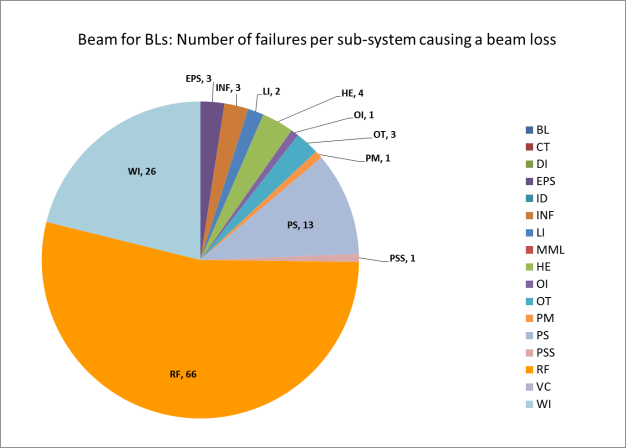 Beam for BLs: Number of failures per sub-system causing a beam loss
EPS, 3
INF, 3
LI, 2
HE, 4
OI, 1
OT, 3
PM, 1
PS, 13
PSS, 1
RF, 66
WI, 26
BL
CT
DI
EPS
ID
INF
LI
MML
HE
OI
OT
PM
PS
PSS
RF
VC
WI